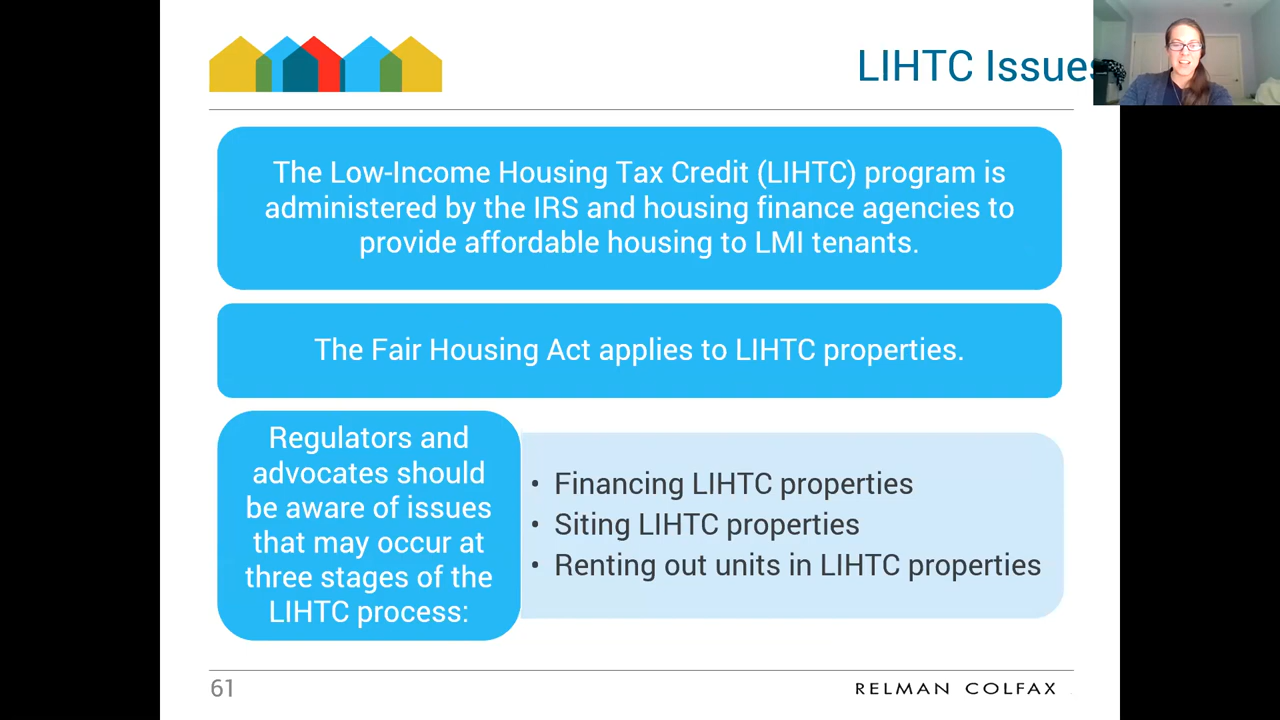 LIHTC Issues
The Low-Income Housing Tax Credit (LIHTC) program is
administered by the IRS and housing finance agencies to
provide affordable housing to LMI tenants.
The Fair Housing Act applies to LIHTC properties.
Regulators and
advocates should
be aware of issues
that may occur at
three stages of the
LIHTC process:
• Financing LIHTC properties
• Siting LIHTC properties
• Renting out units in LIHTC properties
61
RELMAN COLFAX